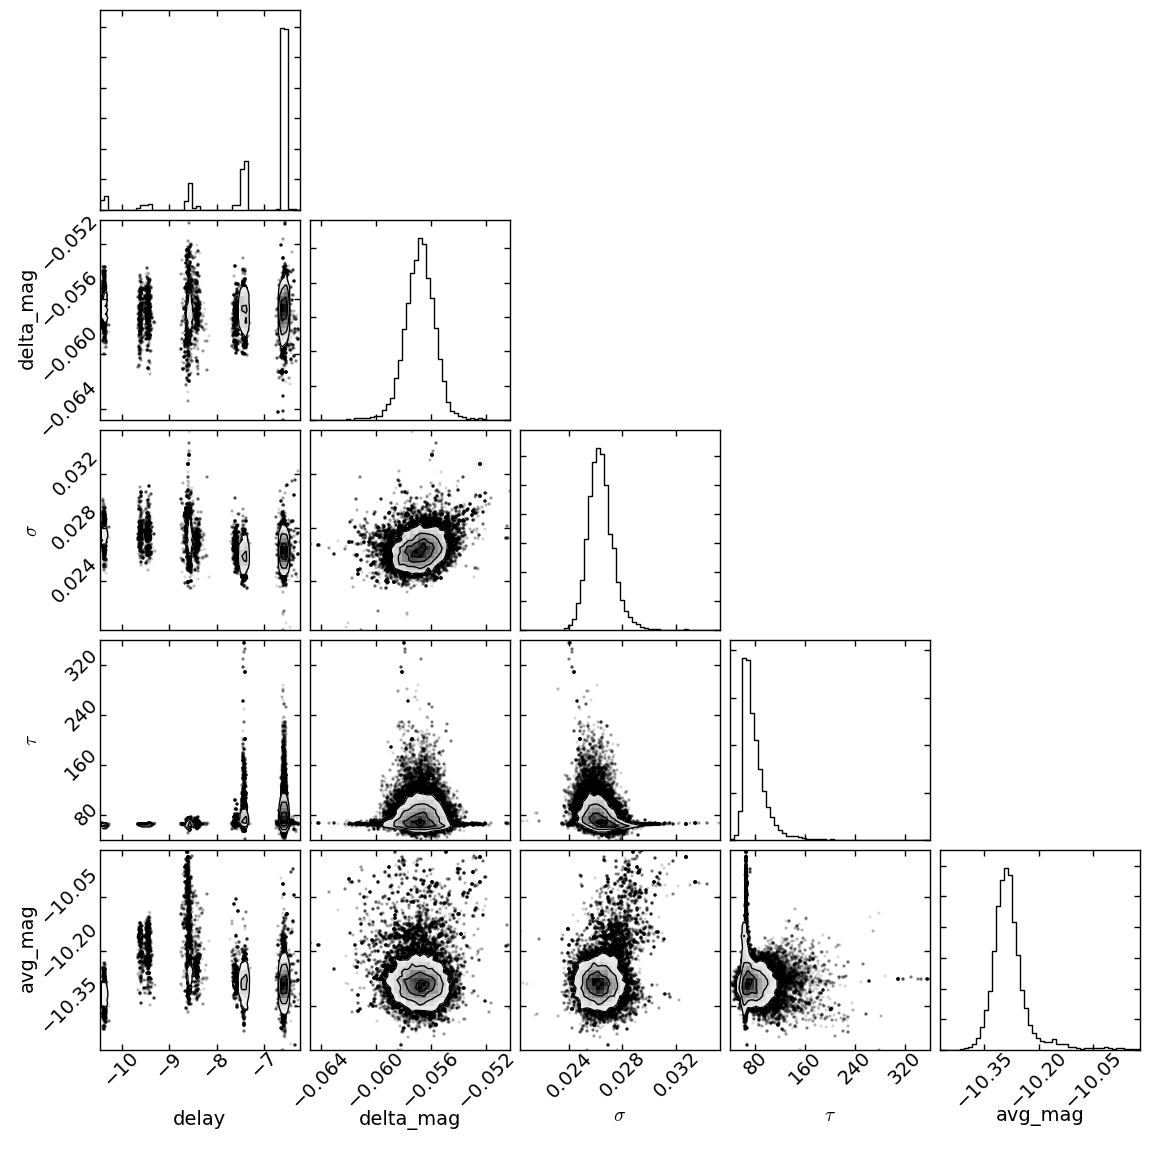 −0.052
−0.056
−0.060
−0.064
delta_mag
0.032
0.028
0.024
σ
320
240
160
80
τ
−10.05
−10.20
−10.35
avg_mag
−10 −9 −8 −7
−0.064 −0.060 −0.056 −0.052
0.024 0.028 0.032
80 160 240 320
−10.35 −10.20 −10.05
delay delta_mag σ τ avg_mag